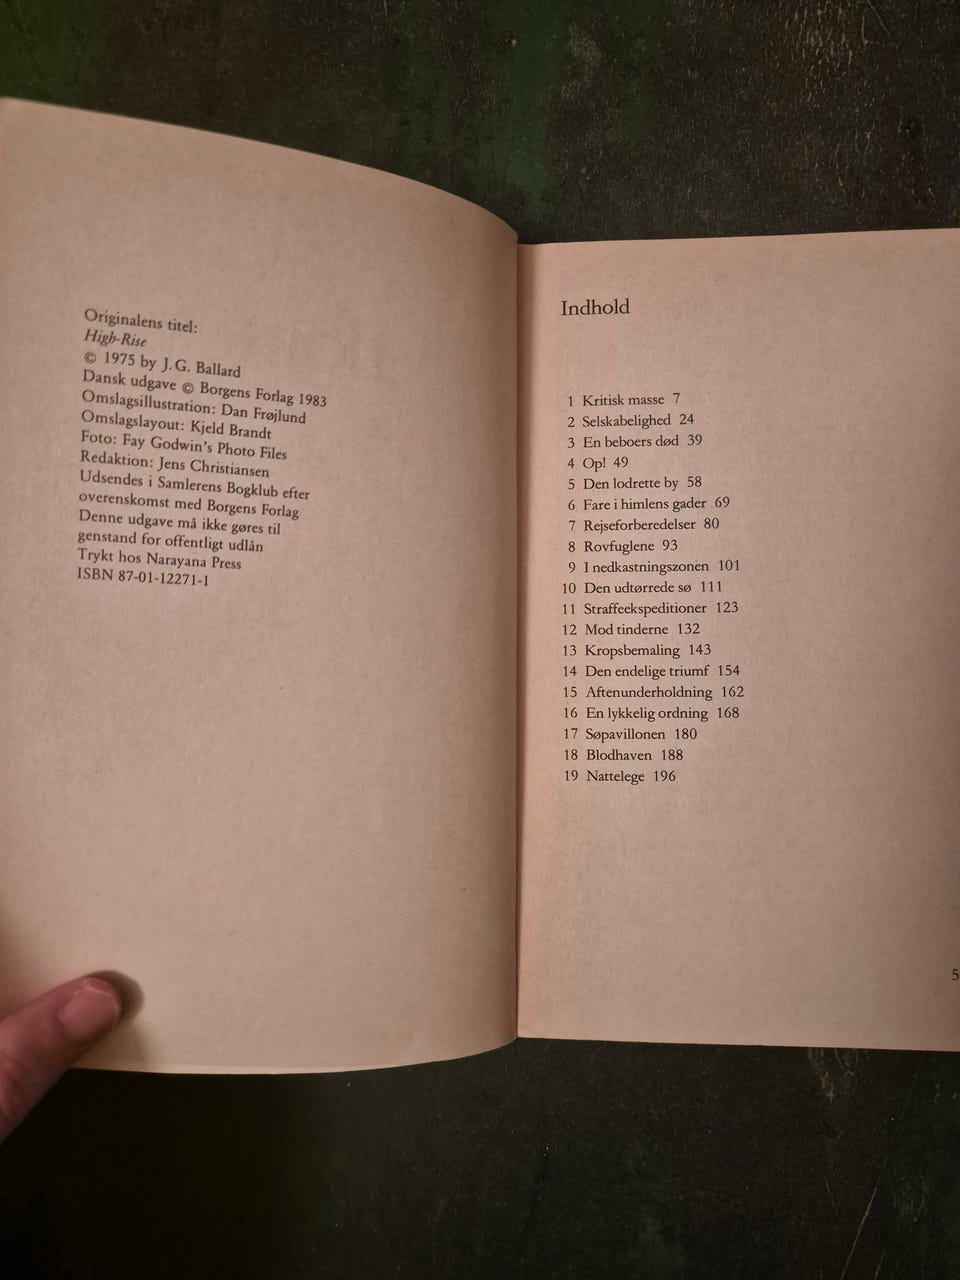 Originalens titel:
High-Rise
© 1975 by J. G. Ballard
Dansk udgave © Borgens Forlag 1983
Omslagsillustration: Dan Frøjlund
Omslagslayout: Kjeld Brandt
Foto: Fay Godwin's Photo Files
Redaktion: Jens Christiansen
Udsendes i Samlerens Bogklub efter
overenskomst med Borgens Forlag
Denne udgave må ikke gøres til
genstand for offentligt udlån
Trykt hos Narayana Press
ISBN 87-01-12271-1
Indhold
1 Kritisk masse 7
2 Selskabelighed 24
3 En beboers død 39
4 Op! 49
5 Den lodrette by 58
6 Fare i himlens gader 69
7 Rejseforberedelser 80
8 Rovfuglene 93
9 I nedkastningszonen 101
10 Den udtørrede sø 111
11 Straffeekspeditioner 123
12 Mod tinderne 132
13 Kropsbemaling 143
14 Den endelige triumf 154
15 Aftenunderholdning 162
16 En lykkelig ordning 168
17 Søpavillonen 180
18 Blodhaven 188
19 Nattelege 196
5